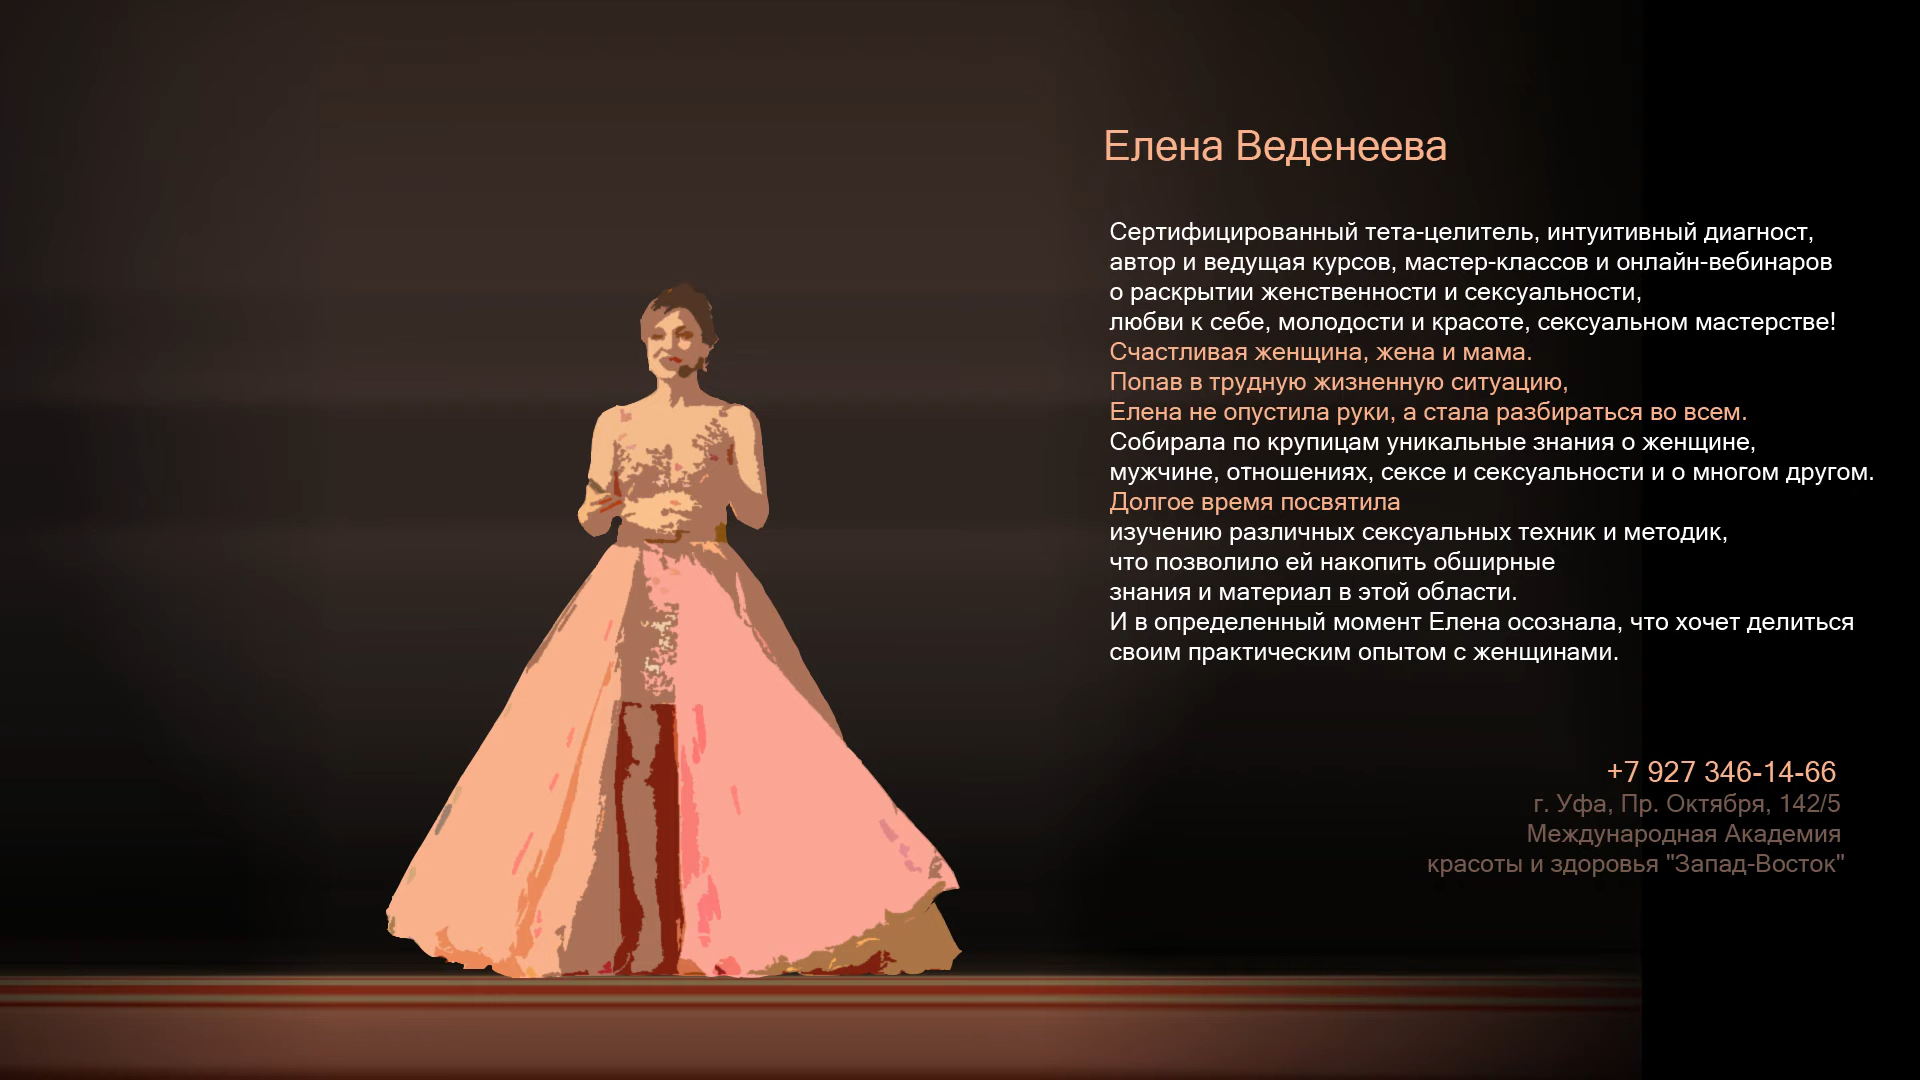 Елена Веденеева
Сертифицированный тета-целитель, интуитивный диагност,
автор и ведущая курсов, мастер-классов и онлайн-вебинаров
о раскрытии женственности и сексуальности,
любви к себе, молодости и красоте, сексуальном мастерстве!
Счастливая женщина, жена и мама.
Попав в трудную жизненную ситуацию,
Елена не опустила руки, а стала разбираться во всем.
Собирала по крупицам уникальные знания о женщине,
мужчине, отношениях, сексе и сексуальности и о многом другом.
Долгое время посвятила
изучению различных сексуальных техник и методик,
что позволило ей накопить обширные
знания и материал в этой области.
И в определенный момент Елена осознала, что хочет делиться
своим практическим опытом с женщинами.
+7 927 346-14-66
г. Уфа, Пр. Октября, 142/5
Международная Академия
красоты и здоровья "Запад-Восток"